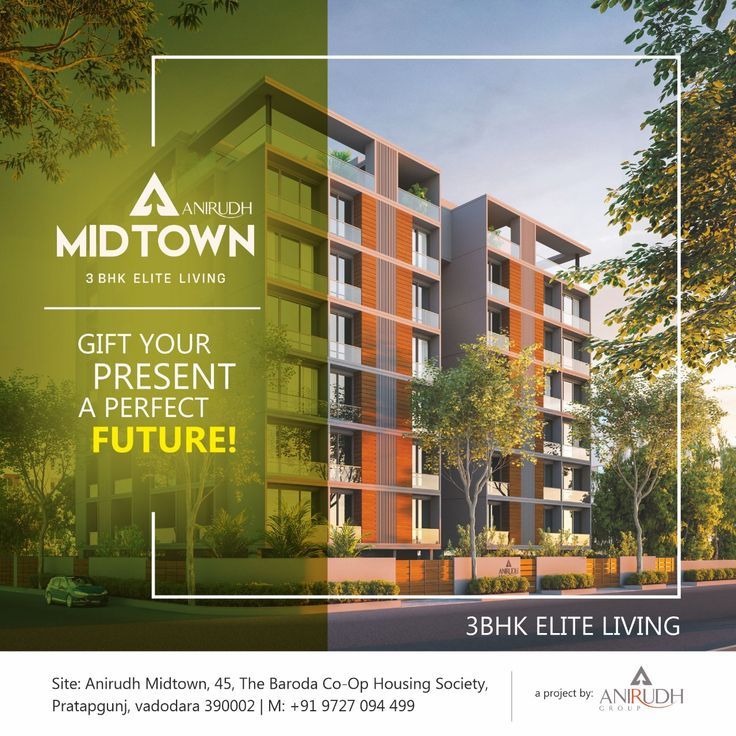 ANIRUDH
MIDTOWN
3 BHK ELITE LIVING
GIFT YOUR
PRESENT
A PERFECT
FUTURE!
ANIRUDH
3BHK ELITE LIVING
Site: Anirudh Midtown, 45, The Baroda Co-Op Housing Society,
Pratapgunj, vadodara 390002 | M: +91 9727 094 499
a project by:
ANIRUDH
GROUP